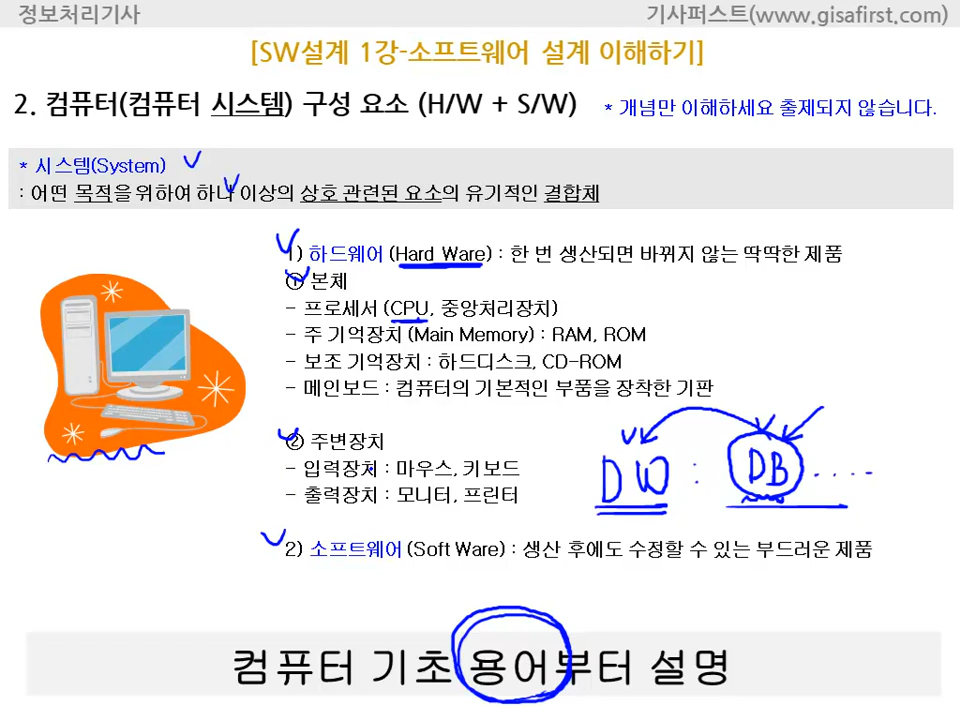 정보처리기사
기사퍼스트(www.gisafirst.com)
[SW설계 1강-소프트웨어 설계 이해하기]
2. 컴퓨터(컴퓨터 시스템) 구성 요소 (H/W + S/W)
* 개념만 이해하세요 출제되지 않습니다.
* 시스템(System)
: 어떤 목적을 위하여 하나 이상의 상호 관련된 요소의 유기적인 결합체
1) 하드웨어 (Hard Ware) : 한 번 생산되면 바뀌지 않는 딱딱한 제품
① 본체
- 프로세서 (CPU, 중앙처리장치)
- 주 기억장치 (Main Memory) : RAM, ROM
- 보조 기억장치 : 하드디스크, CD-ROM
- 메인보드 : 컴퓨터의 기본적인 부품을 장착한 기판
② 주변장치
- 입력장치 : 마우스, 키보드
- 출력장치 : 모니터, 프린터
DW : DB ....
2) 소프트웨어 (Soft Ware) : 생산 후에도 수정할 수 있는 부드러운 제품
컴퓨터 기초 용어부터 설명